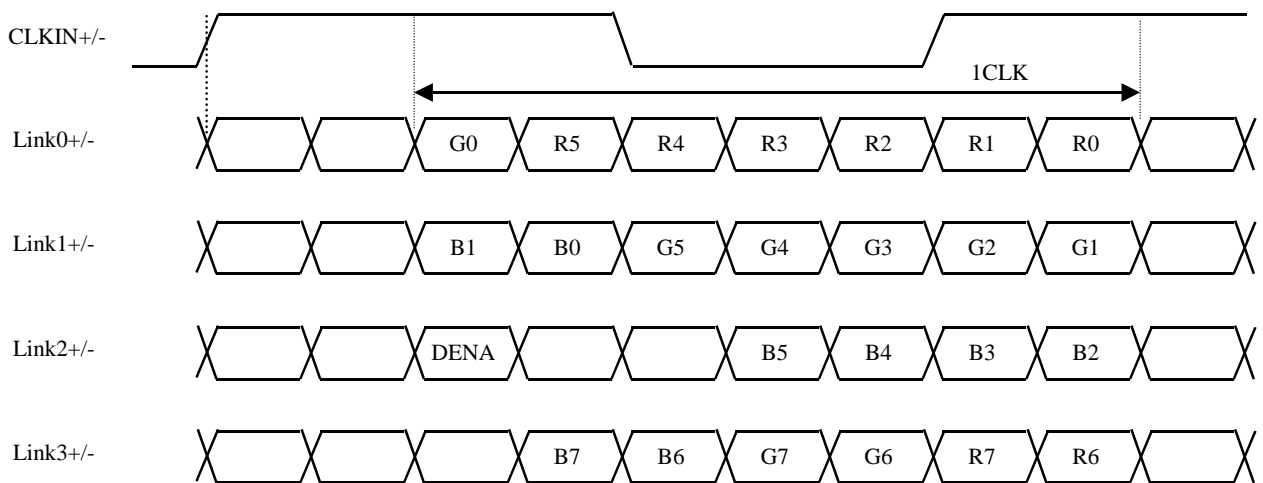 CLKIN+/-
1CLK
Link0+/- G0 R5 R4 R3 R2 R1 R0
Link1+/- B1 B0 G5 G4 G3 G2 G1
Link2+/- DENA B5 B4 B3 B2
Link3+/- B7 B6 G7 G6 R7 R6